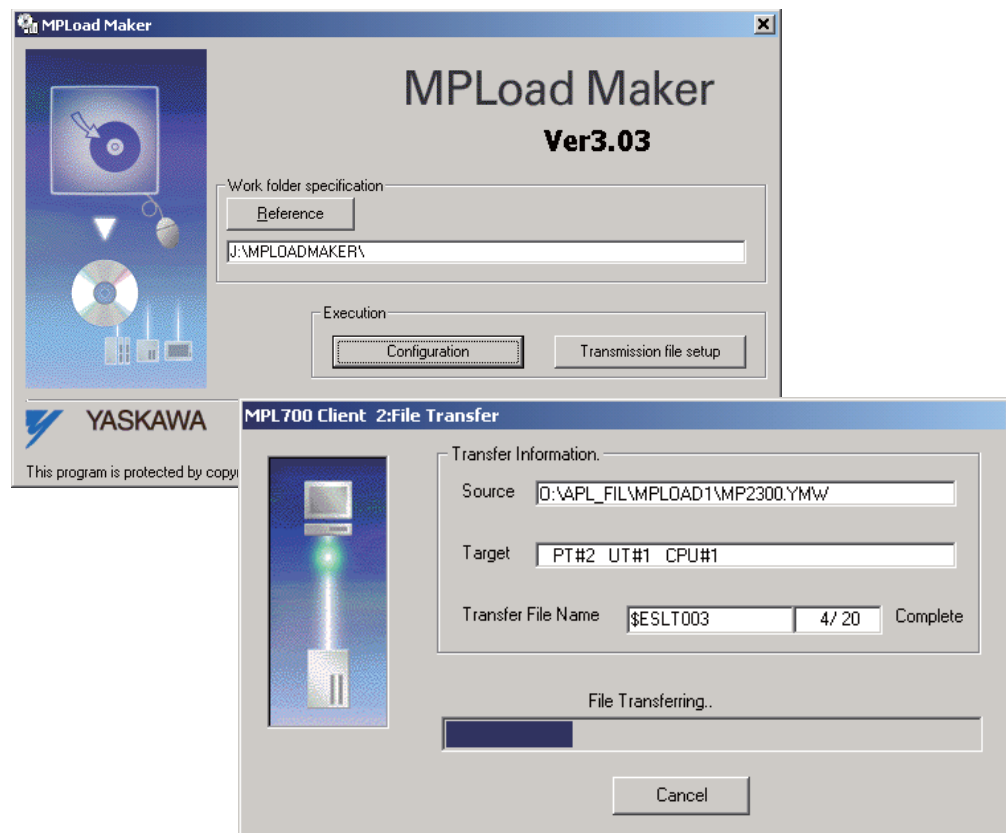 MPLoad Maker
MPLoad Maker
Ver3.03
Work folder specification
Reference
J:\MPLOADMAKER\
Execution
Configuration
Transmission file setup
YASKAWA
This program is protected by
MPL700 Client 2:File Transfer
Transfer Information.
Source O:\APL_FIL\MPLOAD1\MP2300.YMW
Target PT#2 UT#1 CPU#1
Transfer File Name $ESLT003 4/ 20 Complete
File Transferring..
Cancel